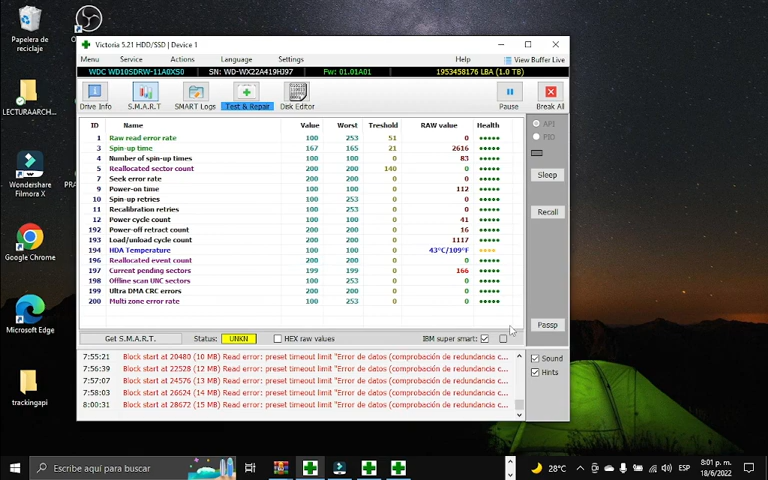 Papelera de reciclaje
LECTURAARCH...
Wondershare Filmora X
Google Chrome
Microsoft Edge
trackingapi
Victoria 5.21 HDD/SSD | Device 1
Menu Service Actions Language Settings Help View Buffer Live
WDC WD10SDRW-11A0XS0 SN: WD-WX22A419HJ97 Fw: 01.01A01 1953458176 LBA (1.0 TB)
Drive Info S.M.A.R.T SMART Logs Test & Repair Disk Editor Pause Break All
ID Name Value Worst Treshold RAW value Health
1 Raw read error rate 100 253 51 0
3 Spin-up time 167 165 21 2616
4 Number of spin-up times 100 100 0 83
5 Reallocated sector count 200 200 140 0
7 Seek error rate 200 200 0 0
9 Power-on time 100 100 0 112
10 Spin-up retries 100 253 0 0
11 Recalibration retries 100 253 0 0
12 Power cycle count 100 100 0 41
192 Power-off retract count 200 200 0 16
193 Load/unload cycle count 200 200 0 1117
194 HDA Temperature 100 100 0 43°C/109°F
196 Reallocated event count 200 200 0 0
197 Current pending sectors 199 199 0 166
198 Offline scan UNC sectors 100 253 0 0
199 Ultra DMA CRC errors 200 200 0 0
200 Multi zone error rate 100 253 0 0
API
PIO
Sleep
Recall
Passp
Get S.M.A.R.T. Status: UNKN HEX raw values IBM super smart:
7:55:21 Block start at 20480 (10 MB) Read error: preset timeout limit "Error de datos (comprobación de redundancia c...
7:56:39 Block start at 22528 (12 MB) Read error: preset timeout limit "Error de datos (comprobación de redundancia c...
7:57:07 Block start at 24576 (13 MB) Read error: preset timeout limit "Error de datos (comprobación de redundancia c...
7:58:03 Block start at 26624 (14 MB) Read error: preset timeout limit "Error de datos (comprobación de redundancia c...
8:00:31 Block start at 28672 (15 MB) Read error: preset timeout limit "Error de datos (comprobación de redundancia c...
Sound
Hints
Escribe aquí para buscar
28°C
ESP
8:01 p. m.
18/6/2022